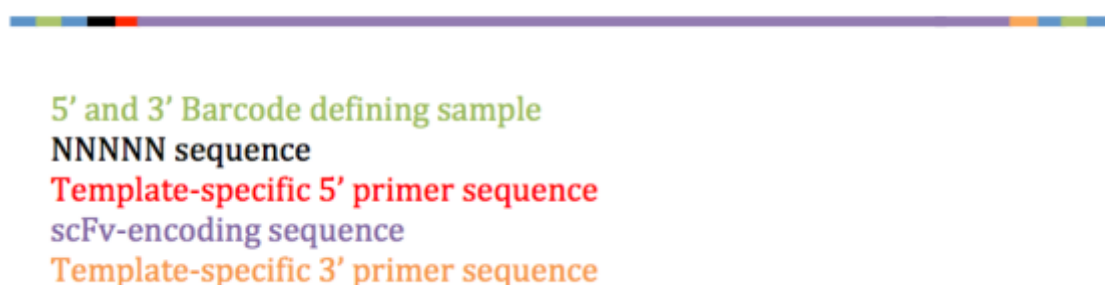 5’ and 3’ Barcode defining sample
NNNNN sequence
Template-specific 5’ primer sequence
scFv-encoding sequence
Template-specific 3’ primer sequence